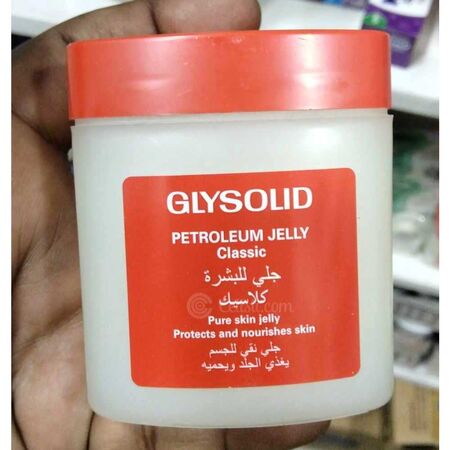 GLYSOLID
PETROLEUM JELLY
Classic
جلي للبشرة
كلاسيك
Pure skin jelly
Protects and nourishes skin
جلي نقي للجسم
يغذي الجلد ويحميه